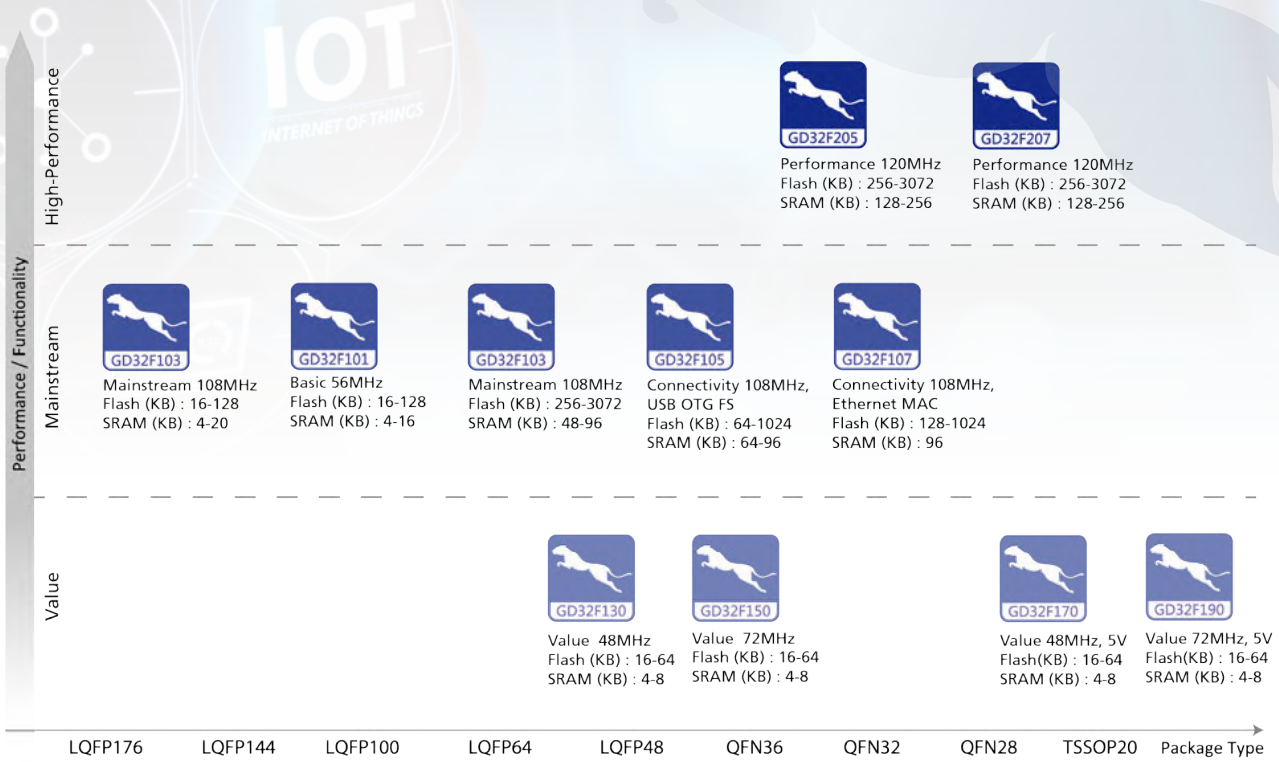 IOT
INTERNET OF THINGS
Performance / Functionality
High-Performance
GD32F205
Performance 120MHz
Flash (KB) : 256-3072
SRAM (KB) : 128-256
GD32F207
Performance 120MHz
Flash (KB) : 256-3072
SRAM (KB) : 128-256
Mainstream
GD32F103
Mainstream 108MHz
Flash (KB) : 16-128
SRAM (KB) : 4-20
GD32F101
Basic 56MHz
Flash (KB) : 16-128
SRAM (KB) : 4-16
GD32F103
Mainstream 108MHz
Flash (KB) : 256-3072
SRAM (KB) : 48-96
GD32F105
Connectivity 108MHz,
USB OTG FS
Flash (KB) : 64-1024
SRAM (KB) : 64-96
GD32F107
Connectivity 108MHz,
Ethernet MAC
Flash (KB) : 128-1024
SRAM (KB) : 96
Value
GD32F130
Value 48MHz
Flash (KB) : 16-64
SRAM (KB) : 4-8
GD32F150
Value 72MHz
Flash (KB) : 16-64
SRAM (KB) : 4-8
GD32F170
Value 48MHz, 5V
Flash(KB) : 16-64
SRAM (KB) : 4-8
GD32F190
Value 72MHz, 5V
Flash(KB) : 16-64
SRAM (KB) : 4-8
LQFP176 LQFP144 LQFP100 LQFP64 LQFP48 QFN36 QFN32 QFN28 TSSOP20 Package Type